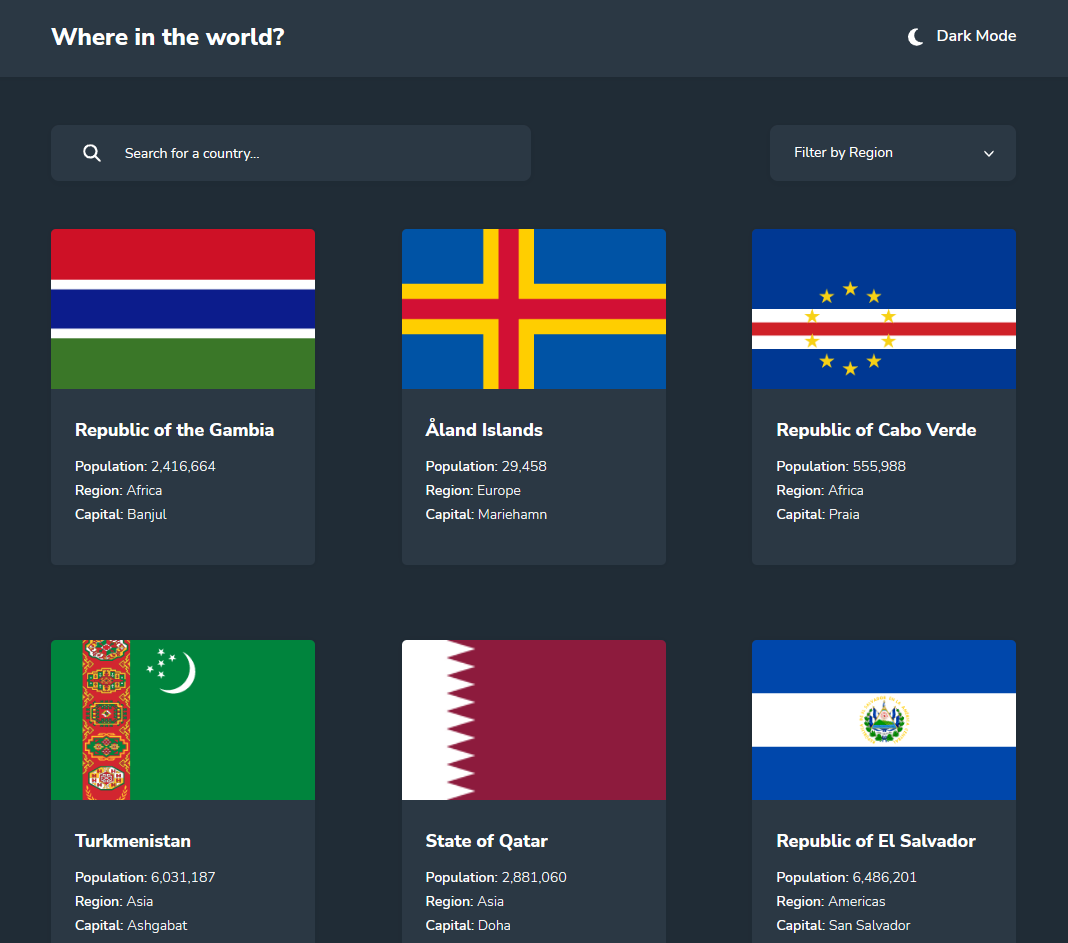 Where in the world?
Dark Mode
Search for a country...
Filter by Region
Republic of the Gambia
Population: 2,416,664
Region: Africa
Capital: Banjul
Åland Islands
Population: 29,458
Region: Europe
Capital: Mariehamn
Republic of Cabo Verde
Population: 555,988
Region: Africa
Capital: Praia
Turkmenistan
Population: 6,031,187
Region: Asia
Capital: Ashgabat
State of Qatar
Population: 2,881,060
Region: Asia
Capital: Doha
Republic of El Salvador
Population: 6,486,201
Region: Americas
Capital: San Salvador